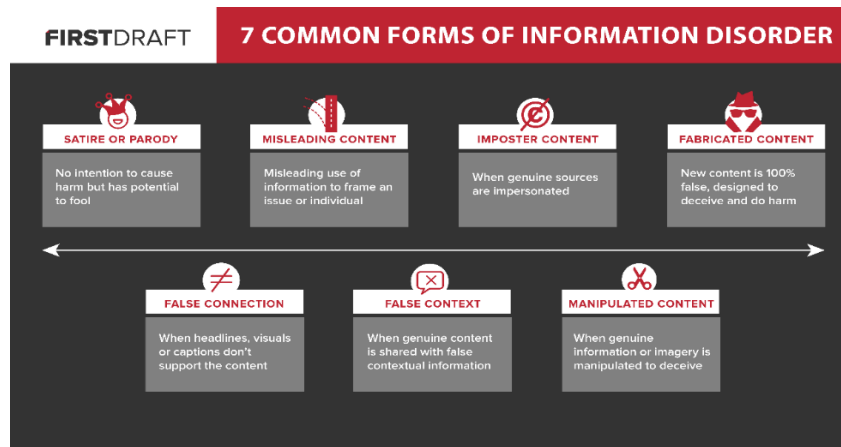 FIRSTDRAFT
7 COMMON FORMS OF INFORMATION DISORDER
SATIRE OR PARODY
No intention to cause
harm but has potential
to fool
MISLEADING CONTENT
Misleading use of
information to frame an
issue or individual
IMPOSTER CONTENT
When genuine sources
are impersonated
FABRICATED CONTENT
New content is 100%
false, designed to
deceive and do harm
FALSE CONNECTION
When headlines, visuals
or captions don't
support the content
FALSE CONTEXT
When genuine content
is shared with false
contextual information
MANIPULATED CONTENT
When genuine
information or imagery is
manipulated to deceive